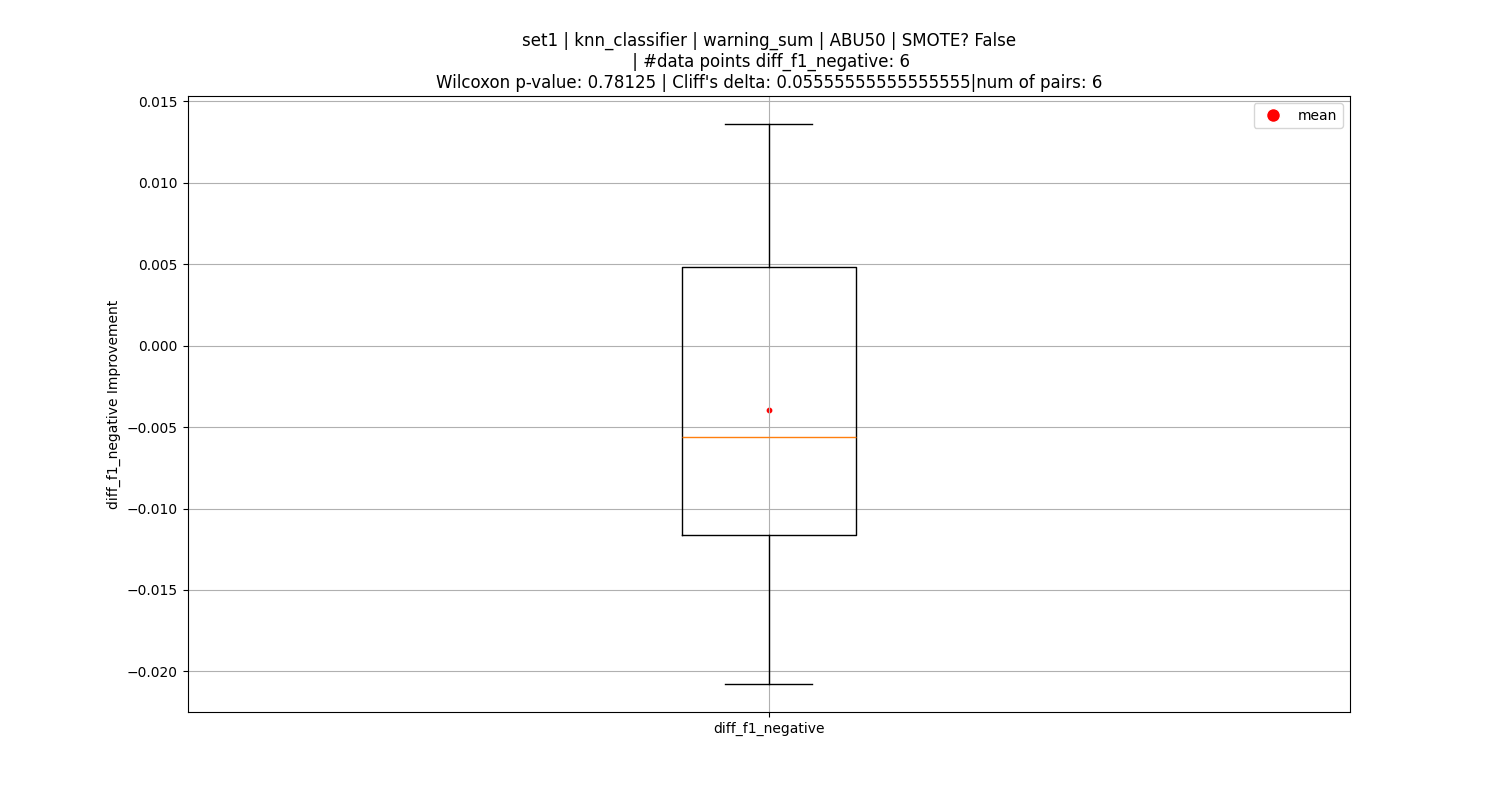 set1 | knn_classifier | warning_sum | ABU50 | SMOTE? False
| #data points diff_f1_negative: 6
Wilcoxon p-value: 0.78125 | Cliff's delta: 0.05555555555555555|num of pairs: 6
mean
0.015
0.010
0.005
0.000
−0.005
−0.010
−0.015
−0.020
diff_f1_negative Improvement
diff_f1_negative